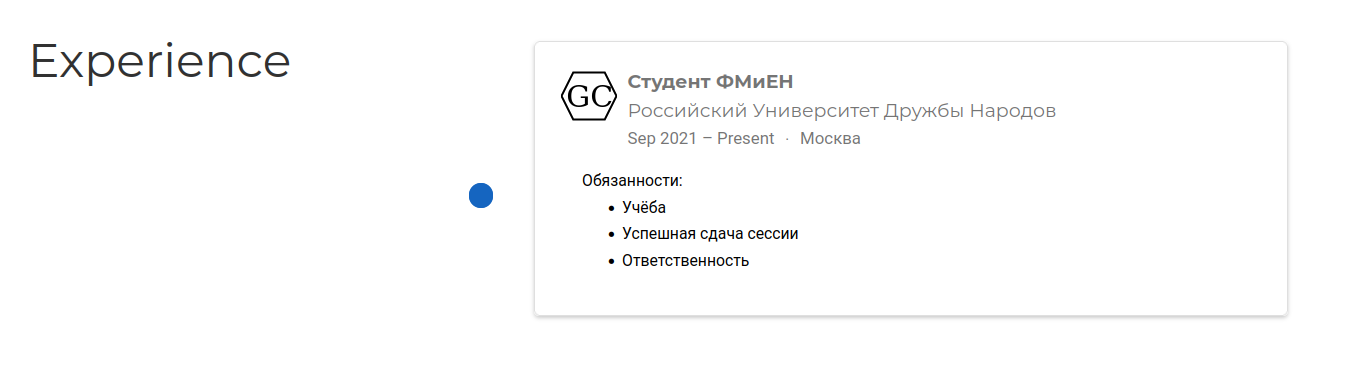 Experience
GC
Студент ФМиЕН
Российский Университет Дружбы Народов
Sep 2021 – Present · Москва
Обязанности:
• Учёба
• Успешная сдача сессии
• Ответственность